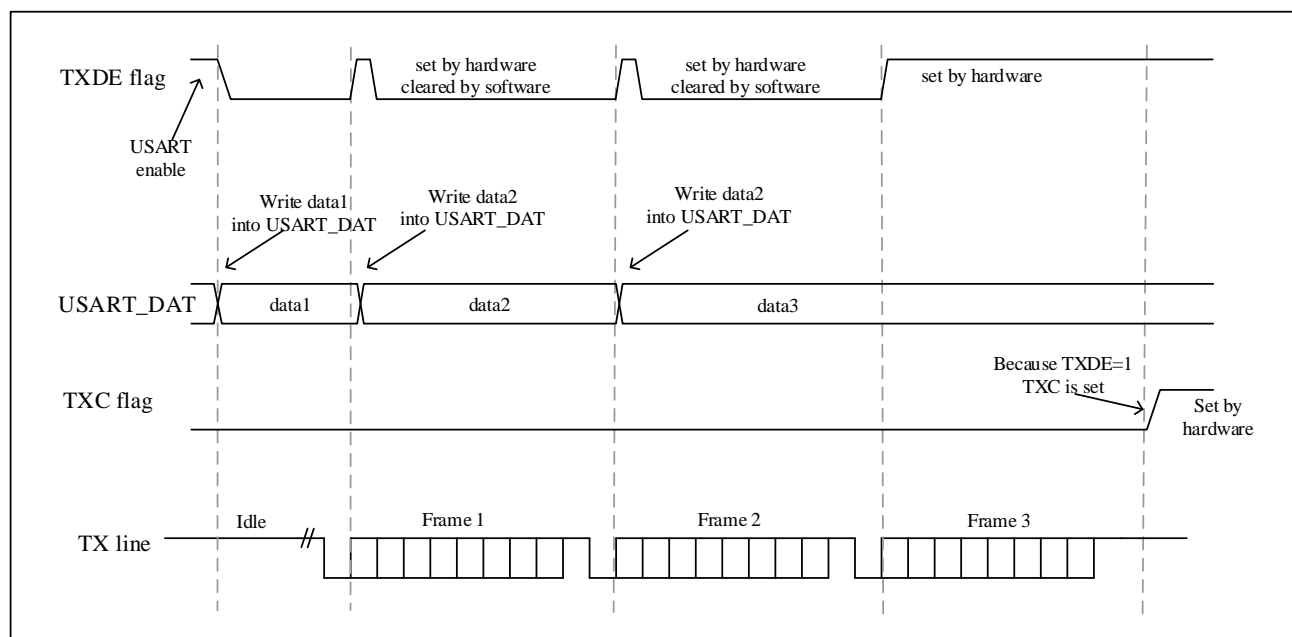 TXDE flag
set by hardware
cleared by software
set by hardware
cleared by software
set by hardware
USART
enable
Write data1
into USART_DAT
Write data2
into USART_DAT
Write data2
into USART_DAT
USART_DAT
data1
data2
data3
Because TXDE=1
TXC is set
TXC flag
Set by
hardware
Idle
Frame 1
Frame 2
Frame 3
TX line